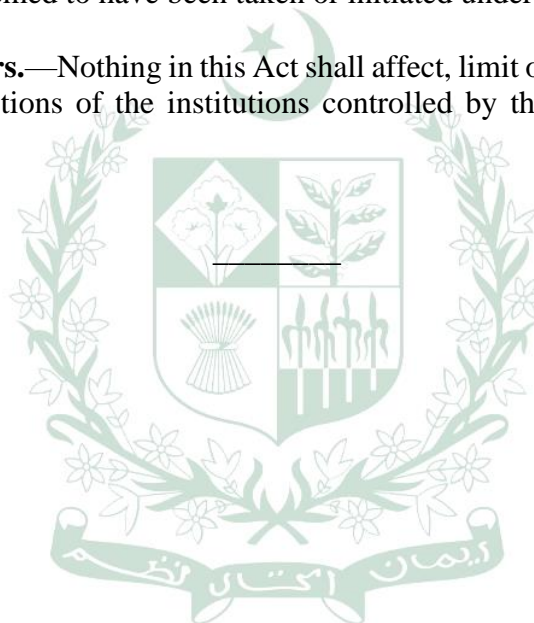 emed to have been taken or initiated under
rs.—Nothing in this Act shall affect, limit o
tions of the institutions controlled by th
ایمان اتحاد نظم